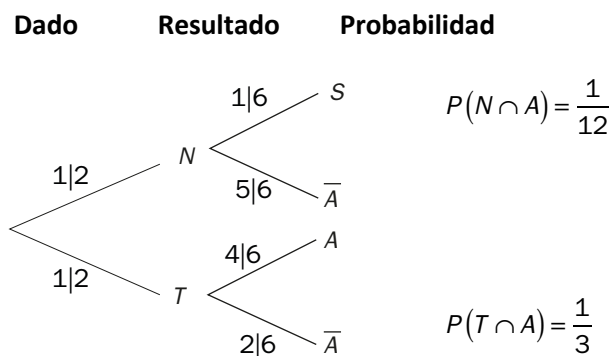 Dado Resultado Probabilidad
1|6 S P(N ∩ A) = 1/12
N
1|2
5|6 A̅
A
1|2 4|6
T
2|6 A̅ P(T ∩ A) = 1/3